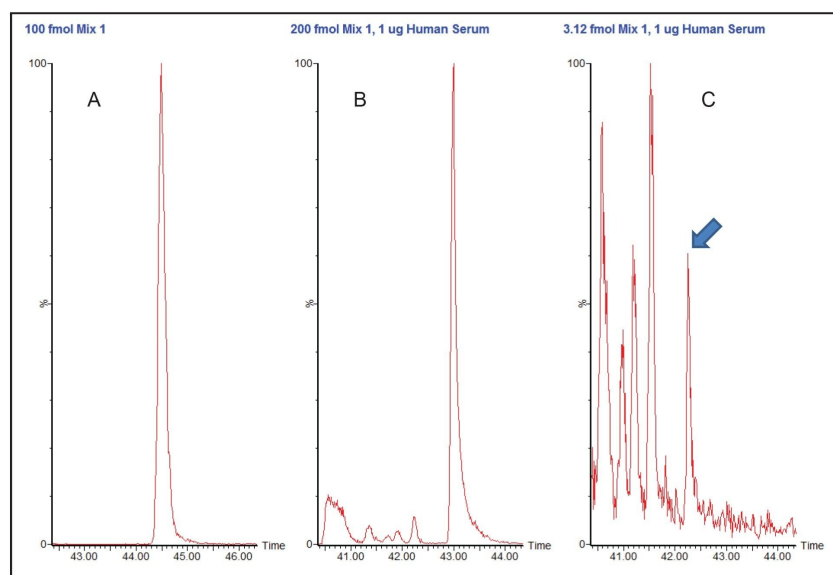 100 fmol Mix 1
200 fmol Mix 1, 1 ug Human Serum
3.12 fmol Mix 1, 1 ug Human Serum
100
A
%
0
43.00 44.00 45.00 46.00 Time
100
B
%
0
41.00 42.00 43.00 44.00 Time
100
C
%
0
41.00 42.00 43.00 44.00 Time